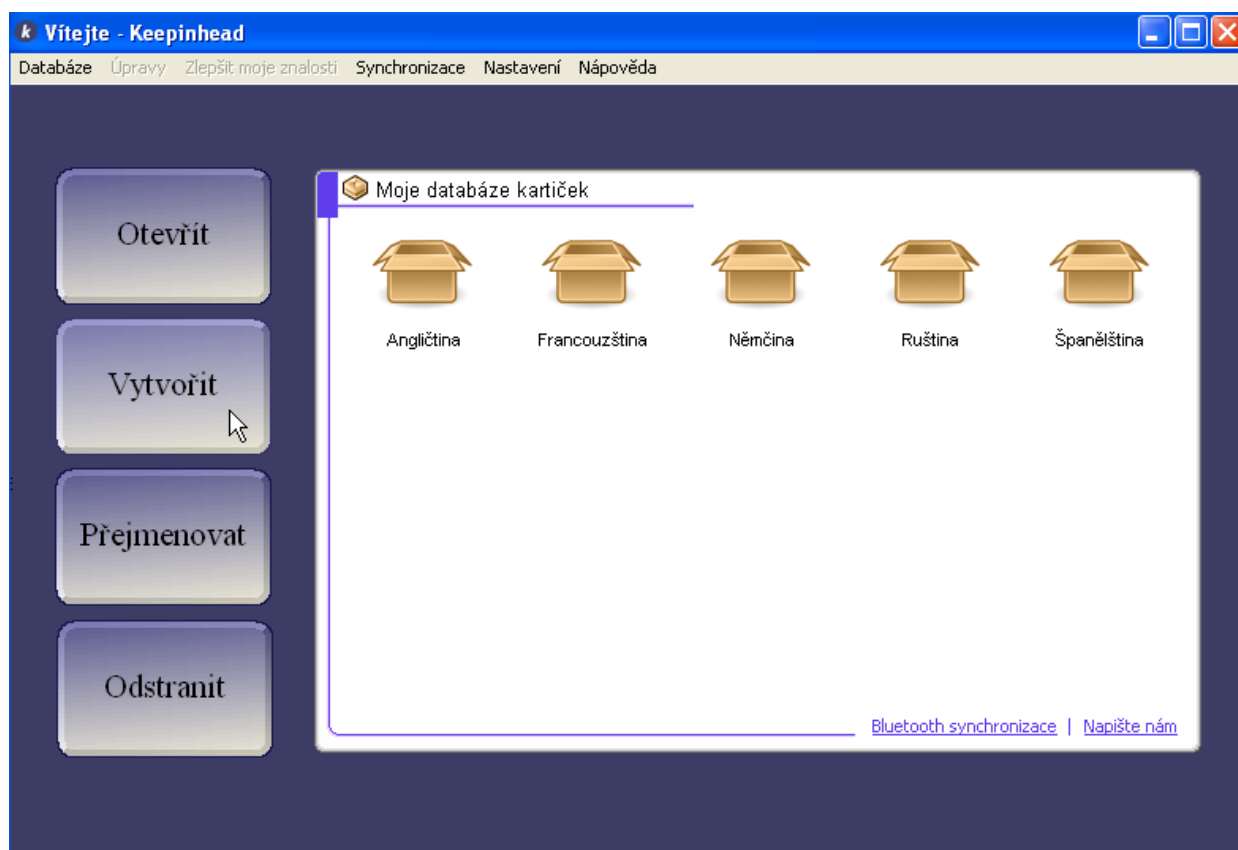 k Vítejte - Keepinhead
Databáze Úpravy Zlepšit moje znalosti Synchronizace Nastavení Nápověda
Otevřít
Vytvořit
Přejmenovat
Odstranit
Moje databáze kartiček
Angličtina Francouzština Němčina Ruština Španělština
Bluetooth synchronizace | Napište nám